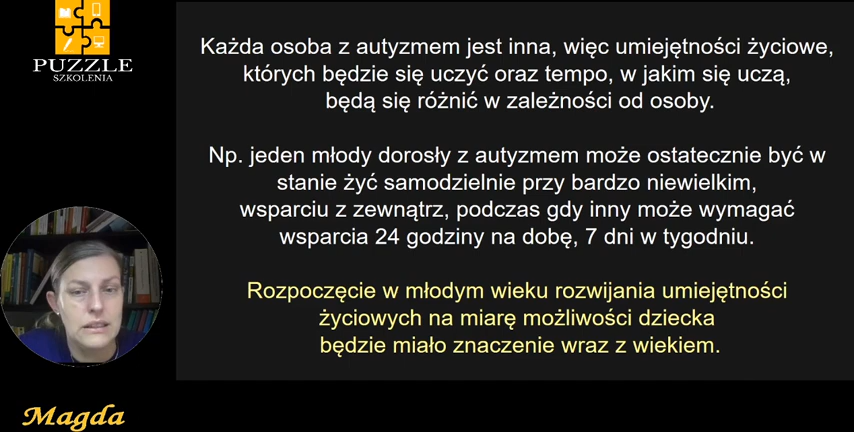 PUZZLE
SZKOLENIA
Każda osoba z autyzmem jest inna, więc umiejętności życiowe,
których będzie się uczyć oraz tempo, w jakim się uczą,
będą się różnić w zależności od osoby.
Np. jeden młody dorosły z autyzmem może ostatecznie być w
stanie żyć samodzielnie przy bardzo niewielkim,
wsparciu z zewnątrz, podczas gdy inny może wymagać
wsparcia 24 godziny na dobę, 7 dni w tygodniu.
Rozpoczęcie w młodym wieku rozwijania umiejętności
życiowych na miarę możliwości dziecka
będzie miało znaczenie wraz z wiekiem.
Magda